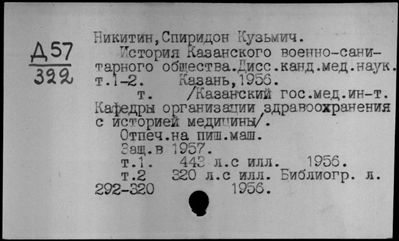 Д57
322
Никитин,Спиридон Кузьмич.
История Казанского военно-сани-
тарного общества.Дисс.канд.мед.наук.
т.1-2. Казань,1956.
т. /Казанский гос.мед.ин-т.
Кафедры организации здравоохранения
с историей медицины/.
Отпеч.на пиш.маш.
Защ.в 1957.
т.1. 443 л.с илл. 1956.
т.2 320 л.с илл. Библиогр. л.
292-320 1956.